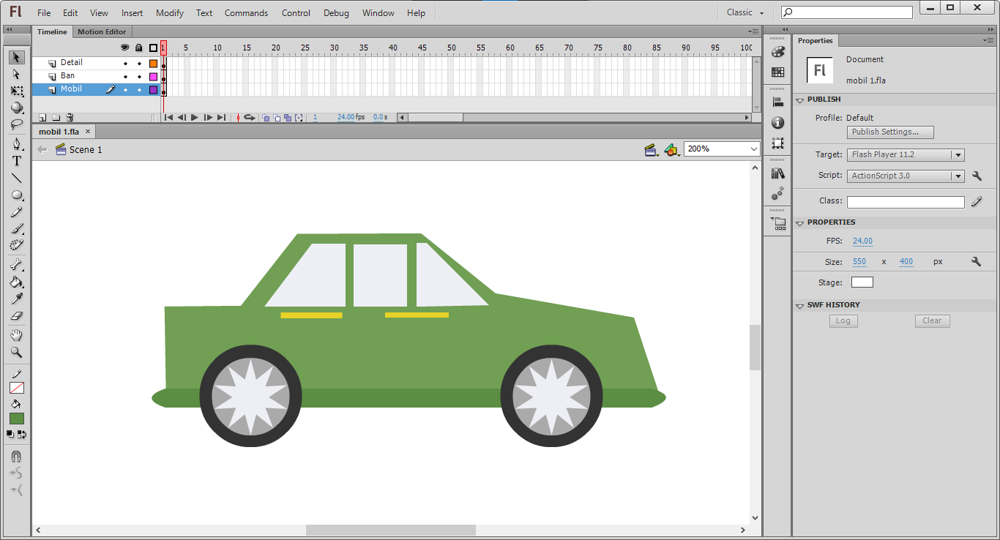 Fl File Edit View Insert Modify Text Commands Control Debug Window Help Classic
Timeline Motion Editor
1 5 10 15 20 25 30 35 40 45 50 55 60 65 70 75 80 85 90 95 100
Detail
Ban
Mobil
1 24.00 fps 0.0 s
mobil 1.fla
Scene 1
200%
T
Properties
Fl
Document
mobil 1.fla
PUBLISH
Profile: Default
Publish Settings...
Target: Flash Player 11.2
Script: ActionScript 3.0
Class:
PROPERTIES
FPS: 24.00
Size: 550 x 400 px
Stage:
SWF HISTORY
Log Clear